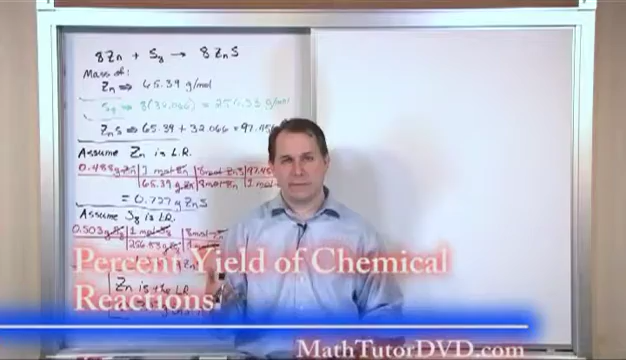 8Zn + S8 → 8ZnS
Mass of:
Zn ⇒ 65.39 g/mol
S8 ⇒ 8(32.066) = 256.53 g/mol
ZnS ⇒ 65.39 + 32.066 = 97.456
Assume Zn is L.R.
0.488 g Zn | 1 mol Zn | 8 mol ZnS | 97.456
65.39 g Zn | 8 mol Zn | 1 mol
= 0.727 g ZnS
Assume S8 is LR.
0.503 g S8 | 1 mol S8 | 8 mol
256.53 g S8 | 1 mol
Percent Yield of Chemical
Reactions
Zn is the LR
MathTutorDVD.com